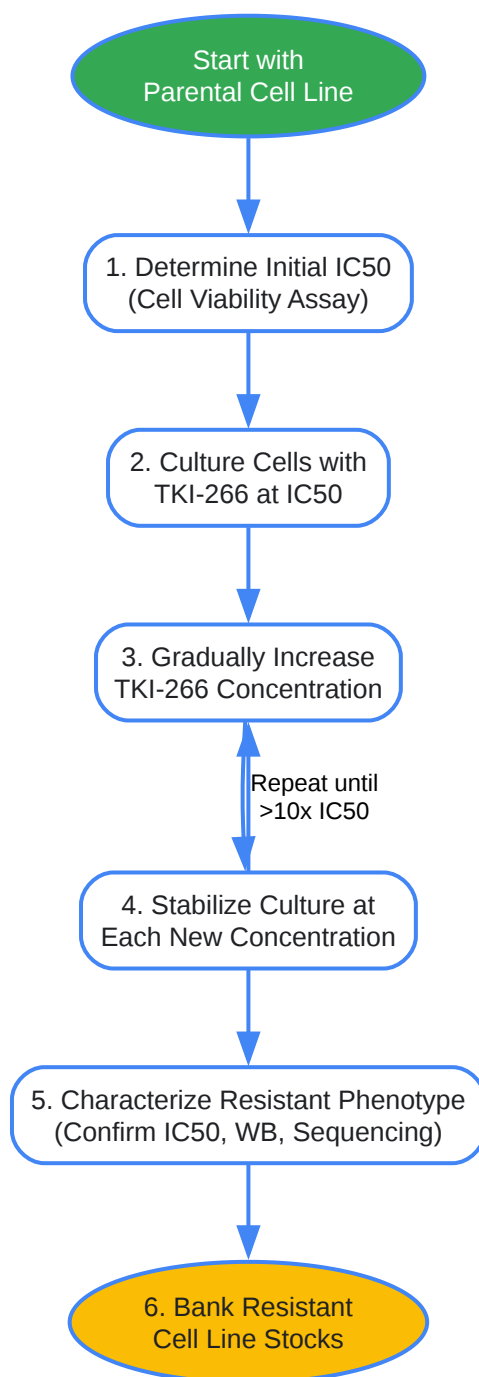 Start with
Parental Cell Line
1. Determine Initial IC50
(Cell Viability Assay)
2. Culture Cells with
TKI-266 at IC50
3. Gradually Increase
TKI-266 Concentration
Repeat until
>10x IC50
4. Stabilize Culture at
Each New Concentration
5. Characterize Resistant Phenotype
(Confirm IC50, WB, Sequencing)
6. Bank Resistant
Cell Line Stocks